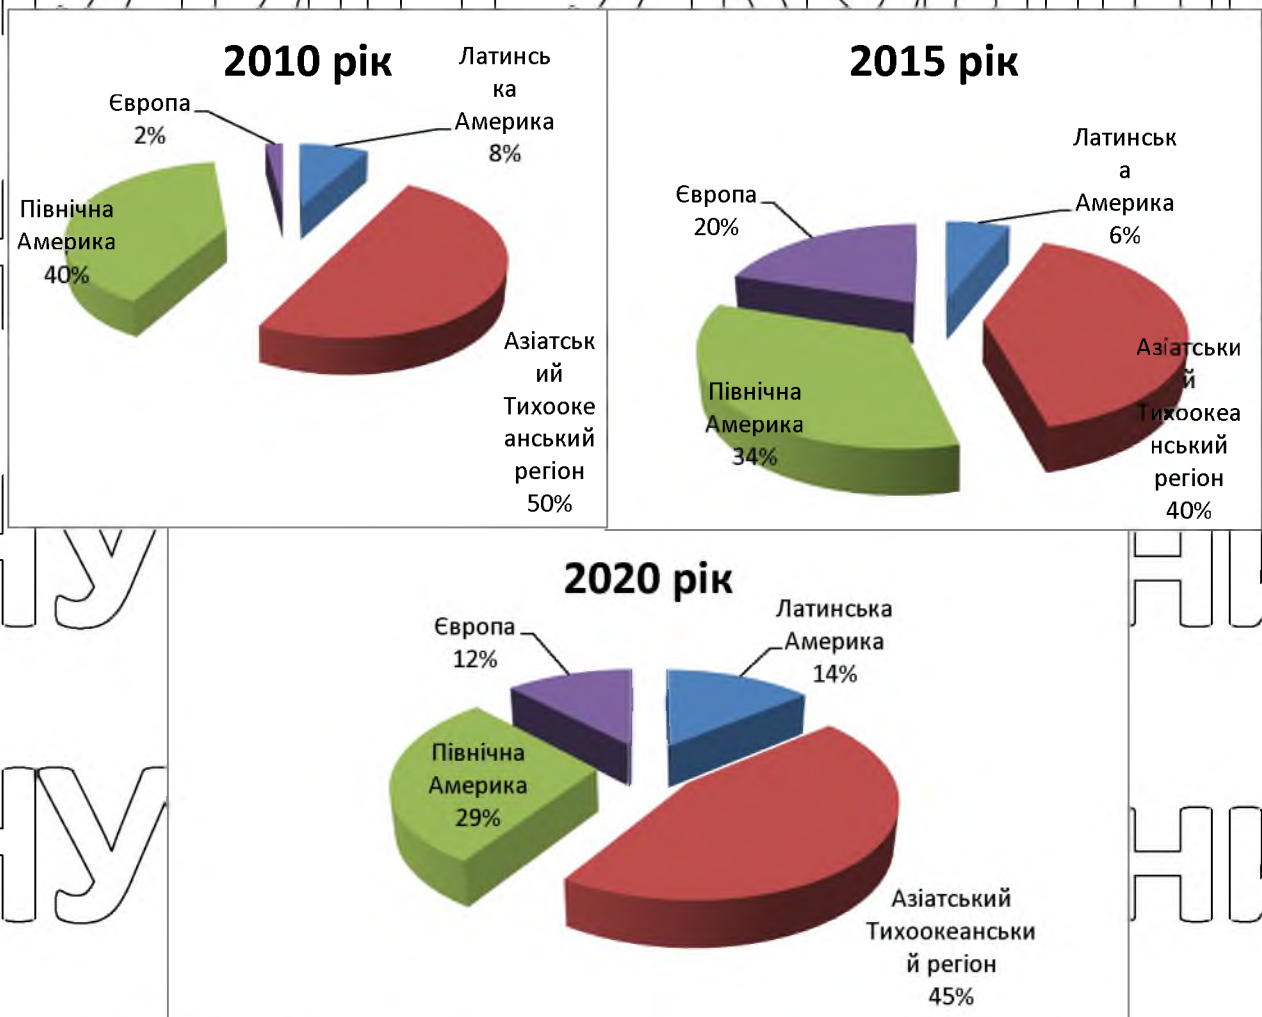 2010 рік
Латинсь
ка
Америка
8%
Європа
2%
Північна
Америка
40%
Азіатськ
ий
Тихооке
анський
регіон
50%
2015 рік
Латинськ
а
Америка
6%
Європа
20%
Північна
Америка
34%
Азіатськи
й
Тихоокеа
нський
регіон
40%
2020 рік
Латинська
Америка
14%
Європа
12%
Північна
Америка
29%
Азіатський
Тихоокеанськи
й регіон
45%